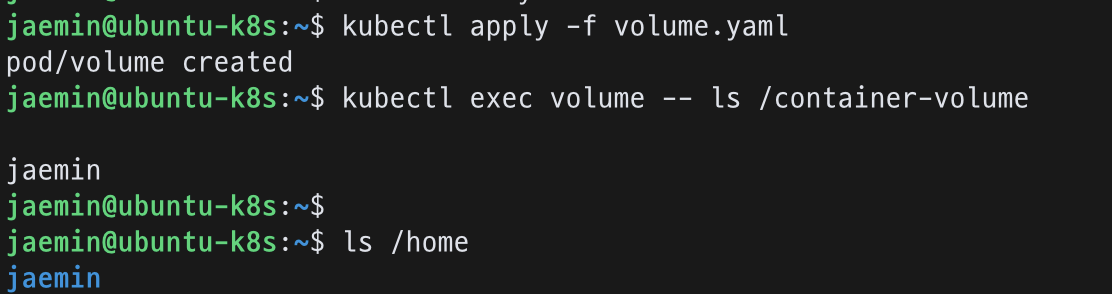 jaemin@ubuntu-k8s:~$ kubectl apply -f volume.yaml
pod/volume created
jaemin@ubuntu-k8s:~$ kubectl exec volume -- ls /container-volume
jaemin
jaemin@ubuntu-k8s:~$
jaemin@ubuntu-k8s:~$ ls /home
jaemin